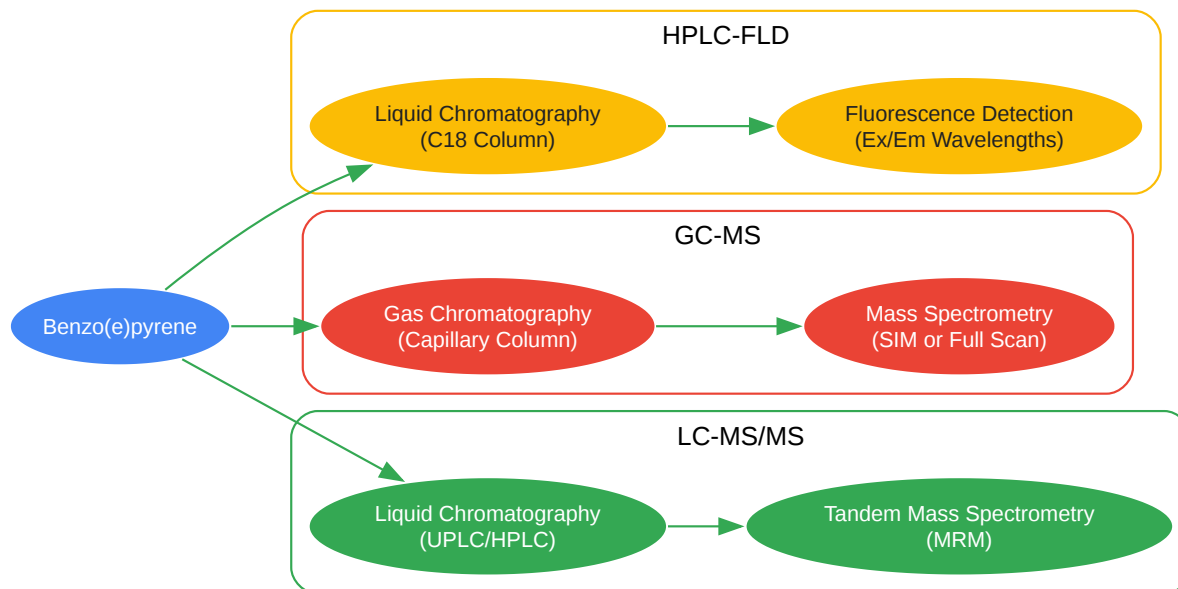 HPLC-FLD
Liquid Chromatography
(C18 Column)
Fluorescence Detection
(Ex/Em Wavelengths)
GC-MS
Benzo(e)pyrene
Gas Chromatography
(Capillary Column)
Mass Spectrometry
(SIM or Full Scan)
LC-MS/MS
Liquid Chromatography
(UPLC/HPLC)
Tandem Mass Spectrometry
(MRM)